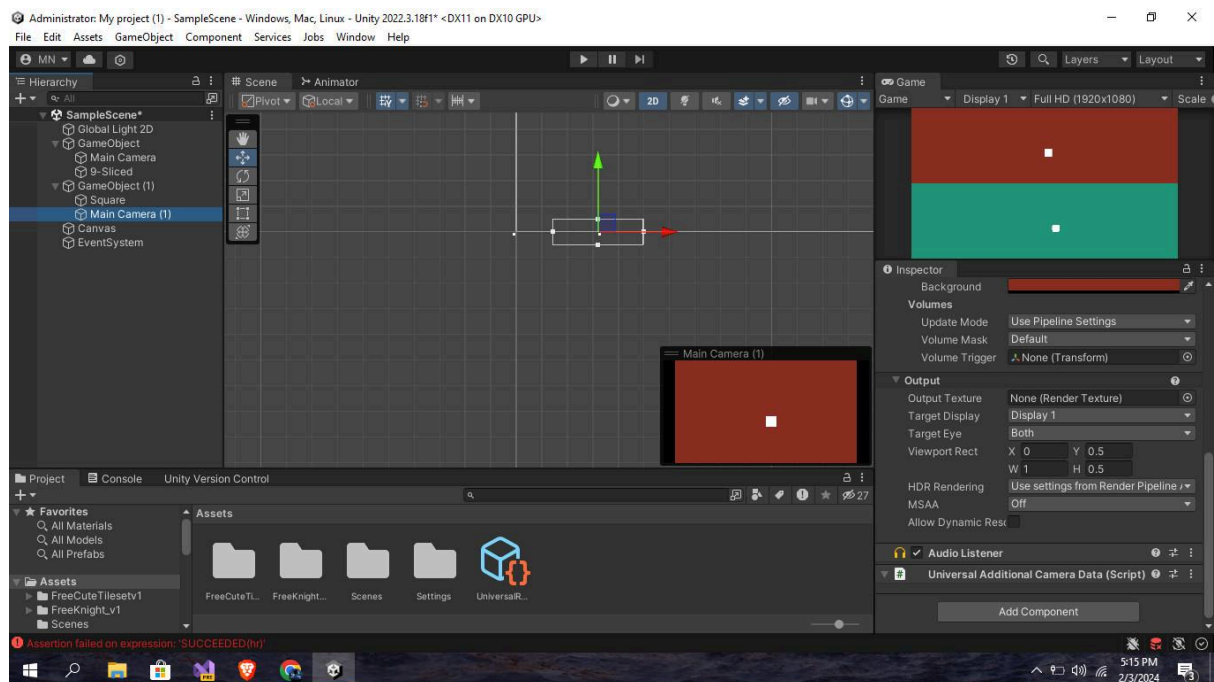 Administrator: My project (1) - SampleScene - Windows, Mac, Linux - Unity 2022.3.18f1* <DX11 on DX10 GPU>
File Edit Assets GameObject Component Services Jobs Window Help
MN
Layers Layout
Hierarchy
All
SampleScene*
Global Light 2D
GameObject
Main Camera
9-Sliced
GameObject (1)
Square
Main Camera (1)
Canvas
EventSystem
Scene Animator
Pivot Local 2D
Main Camera (1)
Game
Game Display 1 Full HD (1920x1080) Scale
Inspector
Background
Volumes
Update Mode Use Pipeline Settings
Volume Mask Default
Volume Trigger None (Transform)
Output
Output Texture None (Render Texture)
Target Display Display 1
Target Eye Both
Viewport Rect X 0 Y 0.5
W 1 H 0.5
HDR Rendering Use settings from Render Pipeline
MSAA Off
Allow Dynamic Resc
Audio Listener
Universal Additional Camera Data (Script)
Add Component
Project Console Unity Version Control
27
Favorites
All Materials
All Models
All Prefabs
Assets
FreeCuteTilesetv1
FreeKnight_v1
Scenes
Assets
FreeCuteTi... FreeKnight... Scenes Settings UniversalR...
Assertion failed on expression: 'SUCCEEDED(hr)'
5:15 PM
2/3/2024
3